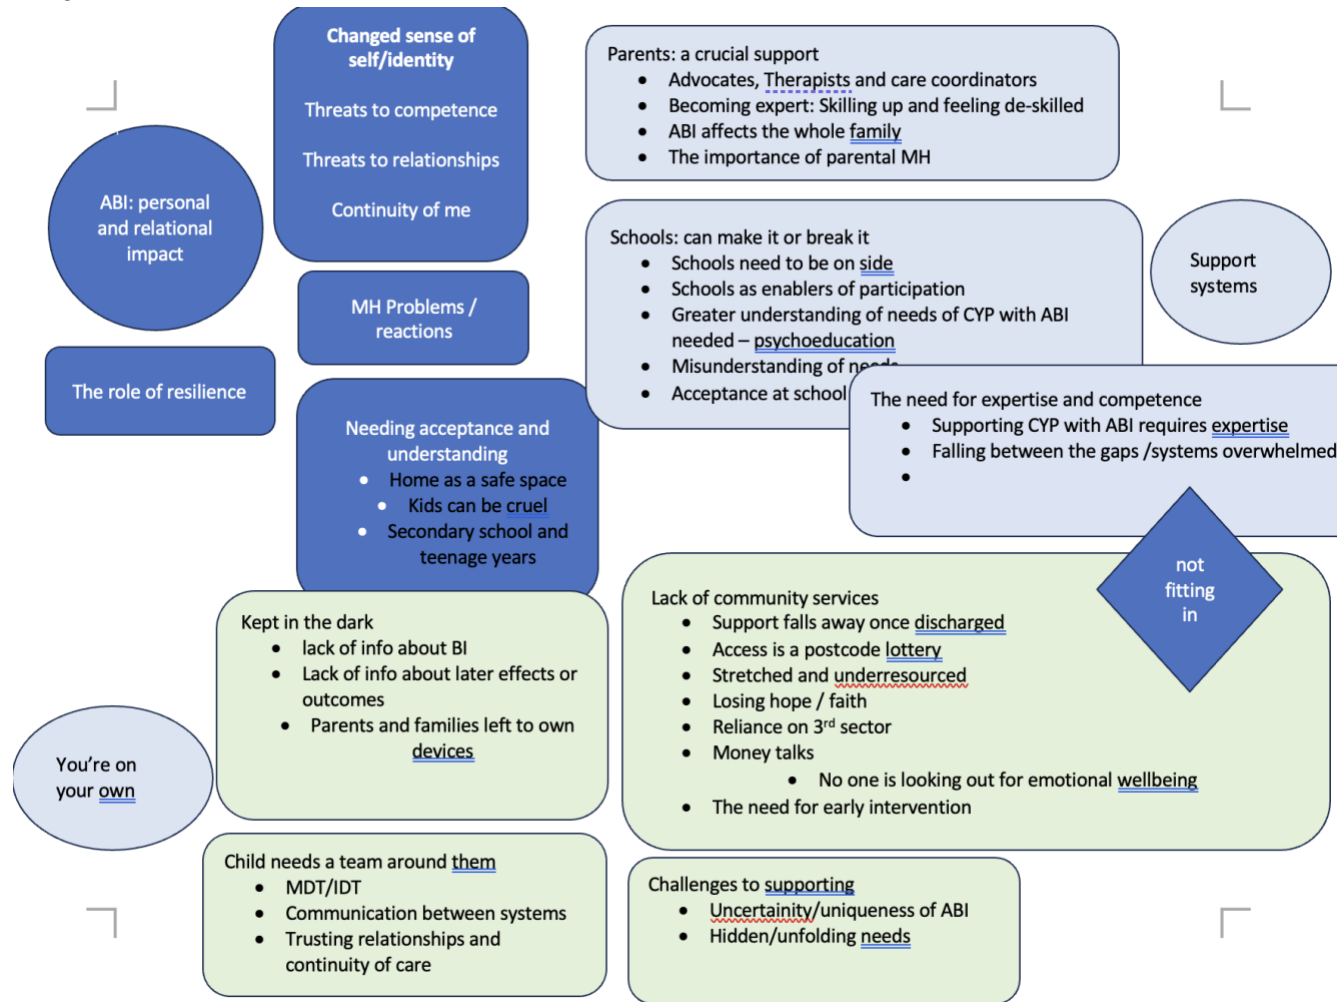 Changed sense of
self/identity
Threats to competence
Threats to relationships
Continuity of me
ABI: personal
and relational
impact
MH Problems /
reactions
The role of resilience
Needing acceptance and
understanding
• Home as a safe space
• Kids can be cruel
• Secondary school and
teenage years
Parents: a crucial support
• Advocates, Therapists and care coordinators
• Becoming expert: Skilling up and feeling de-skilled
• ABI affects the whole family
• The importance of parental MH
Schools: can make it or break it
• Schools need to be on side
• Schools as enablers of participation
• Greater understanding of needs of CYP with ABI
needed – psychoeducation
• Misunderstanding of needs
• Acceptance at school
Support
systems
The need for expertise and competence
• Supporting CYP with ABI requires expertise
• Falling between the gaps /systems overwhelmed
•
not
fitting
in
Kept in the dark
• lack of info about BI
• Lack of info about later effects or
outcomes
• Parents and families left to own
devices
You're on
your own
Lack of community services
• Support falls away once discharged
• Access is a postcode lottery
• Stretched and underresourced
• Losing hope / faith
• Reliance on 3rd sector
• Money talks
• No one is looking out for emotional wellbeing
• The need for early intervention
Child needs a team around them
• MDT/IDT
• Communication between systems
• Trusting relationships and
continuity of care
Challenges to supporting
• Uncertainity/uniqueness of ABI
• Hidden/unfolding needs